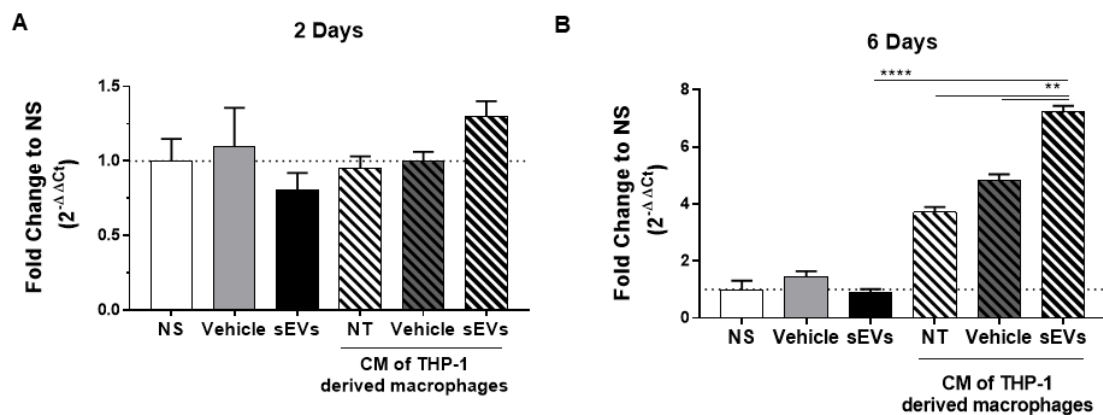 A
2 Days
Fold Change to NS
(2-Δ ΔCt)
1.5
1.0
0.5
0.0
NS Vehicle sEVs NT Vehicle sEVs
CM of THP-1
derived macrophages
B
6 Days
Fold Change to NS
(2-Δ ΔCt)
8
6
4
2
0
****
**
NS Vehicle sEVs NT Vehicle sEVs
CM of THP-1
derived macrophages